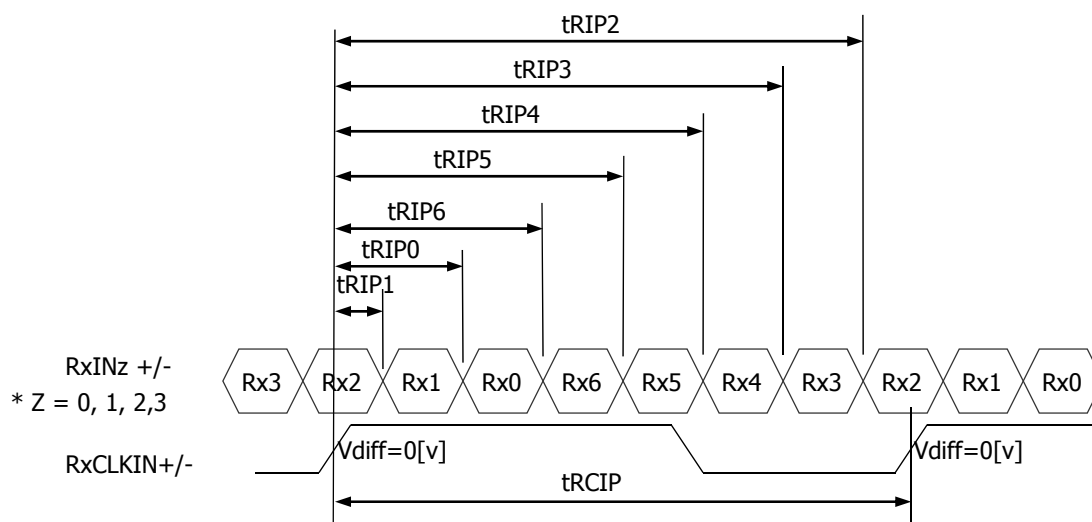 tRIP2
tRIP3
tRIP4
tRIP5
tRIP6
tRIP0
tRIP1
RxINz +/-
* Z = 0, 1, 2,3
Rx3 Rx2 Rx1 Rx0 Rx6 Rx5 Rx4 Rx3 Rx2 Rx1 Rx0
RxCLKIN+/-
Vdiff=0[v] Vdiff=0[v]
tRCIP